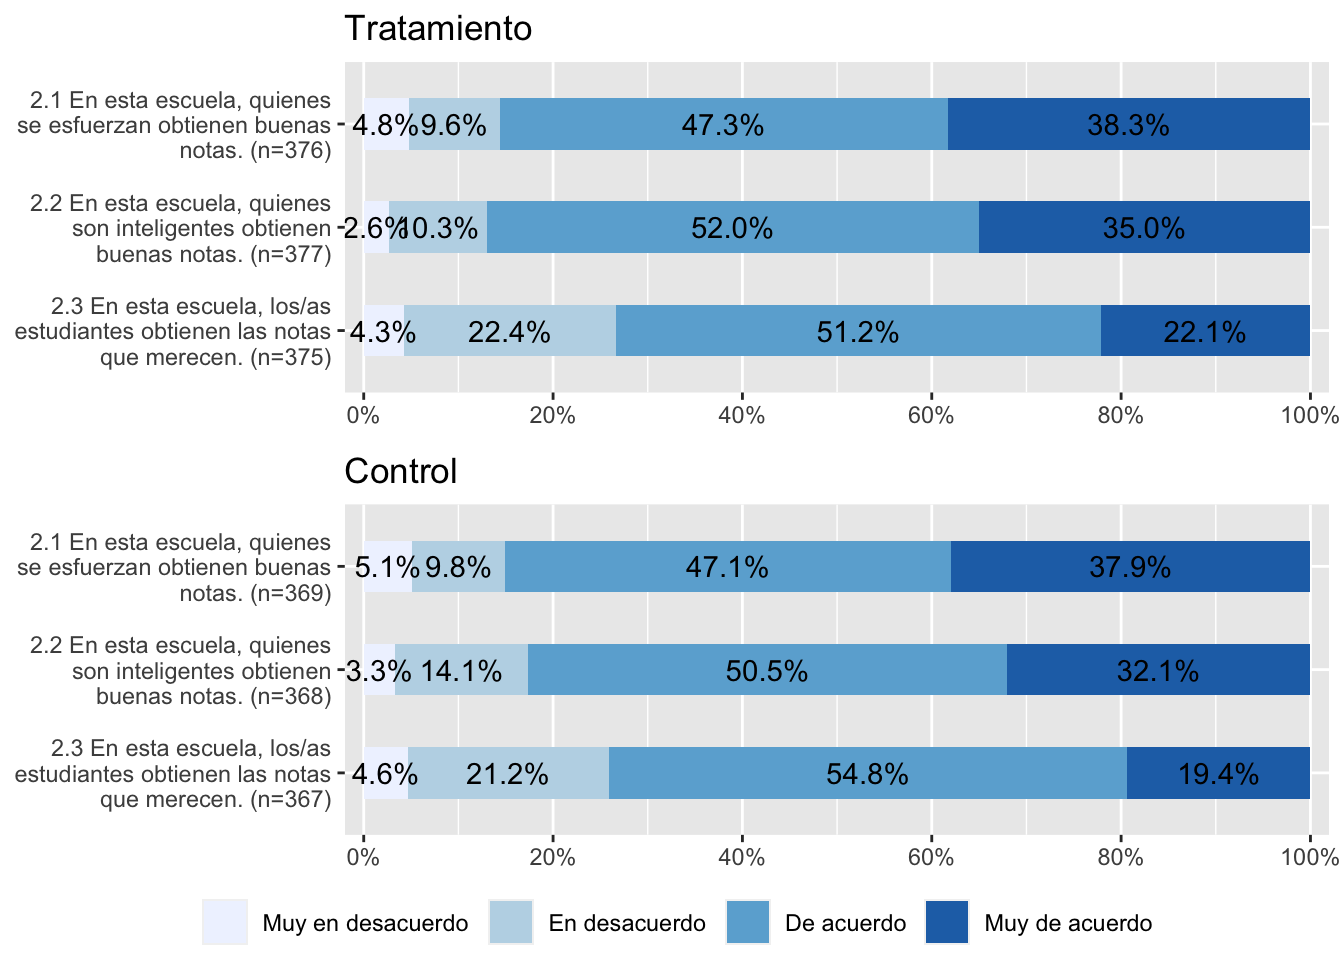 Tratamiento
2.1 En esta escuela, quienes
se esfuerzan obtienen buenas
notas. (n=376)
4.8% 9.6% 47.3% 38.3%
2.2 En esta escuela, quienes
son inteligentes obtienen
buenas notas. (n=377)
2.6% 10.3% 52.0% 35.0%
2.3 En esta escuela, los/as
estudiantes obtienen las notas
que merecen. (n=375)
4.3% 22.4% 51.2% 22.1%
0% 20% 40% 60% 80% 100%
Control
2.1 En esta escuela, quienes
se esfuerzan obtienen buenas
notas. (n=369)
5.1% 9.8% 47.1% 37.9%
2.2 En esta escuela, quienes
son inteligentes obtienen
buenas notas. (n=368)
3.3% 14.1% 50.5% 32.1%
2.3 En esta escuela, los/as
estudiantes obtienen las notas
que merecen. (n=367)
4.6% 21.2% 54.8% 19.4%
0% 20% 40% 60% 80% 100%
Muy en desacuerdo En desacuerdo De acuerdo Muy de acuerdo